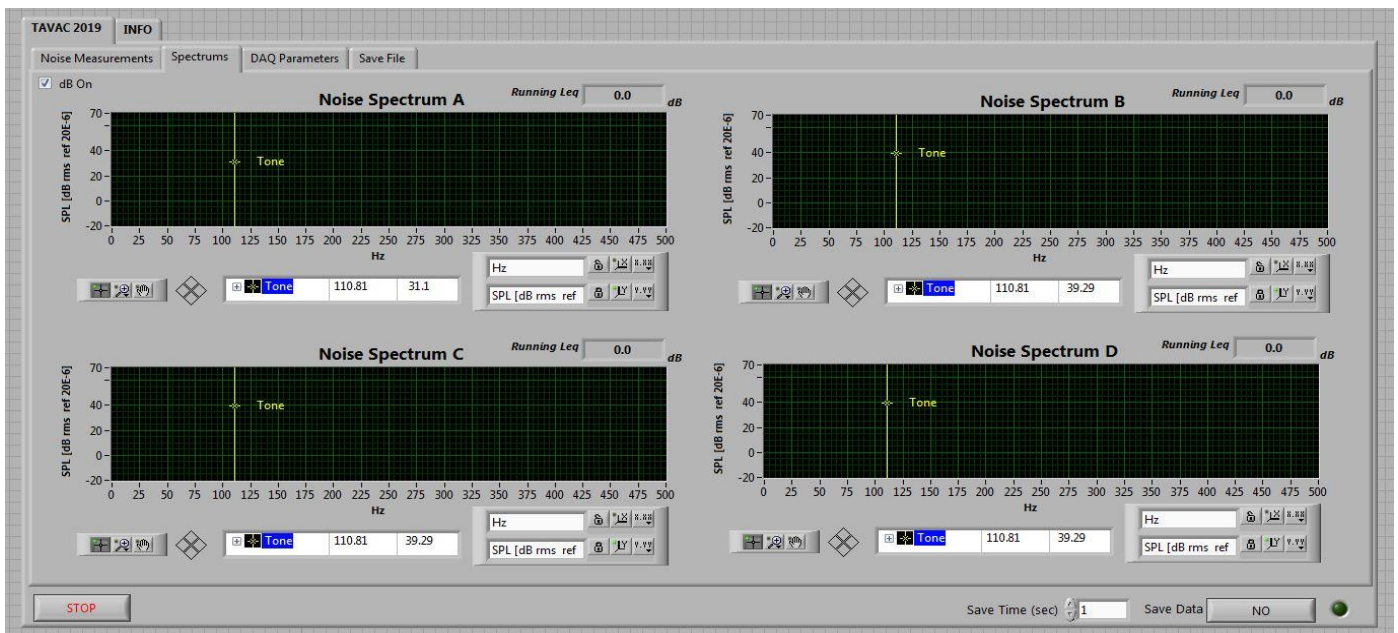 TAVAC 2019 INFO
Noise Measurements Spectrums DAQ Parameters Save File
dB On
Noise Spectrum A Running Leq 0.0 dB
SPL [dB rms ref 20E-6]
70
40
20
0
-20
0 25 50 75 100 125 150 175 200 225 250 275 300 325 350 375 400 425 450 475 500
Hz
Tone
Tone 110.81 31.1
Hz
SPL [dB rms ref
Noise Spectrum B Running Leq 0.0 dB
SPL [dB rms ref 20E-6]
70
40
20
0
-20
0 25 50 75 100 125 150 175 200 225 250 275 300 325 350 375 400 425 450 475 500
Hz
Tone
Tone 110.81 39.29
Hz
SPL [dB rms ref
Noise Spectrum C Running Leq 0.0 dB
SPL [dB rms ref 20E-6]
70
40
20
0
-20
0 25 50 75 100 125 150 175 200 225 250 275 300 325 350 375 400 425 450 475 500
Hz
Tone
Tone 110.81 39.29
Hz
SPL [dB rms ref
Noise Spectrum D Running Leq 0.0 dB
SPL [dB rms ref 20E-6]
70
40
20
0
-20
0 25 50 75 100 125 150 175 200 225 250 275 300 325 350 375 400 425 450 475 500
Hz
Tone
Tone 110.81 39.29
Hz
SPL [dB rms ref
STOP Save Time (sec) 1 Save Data NO